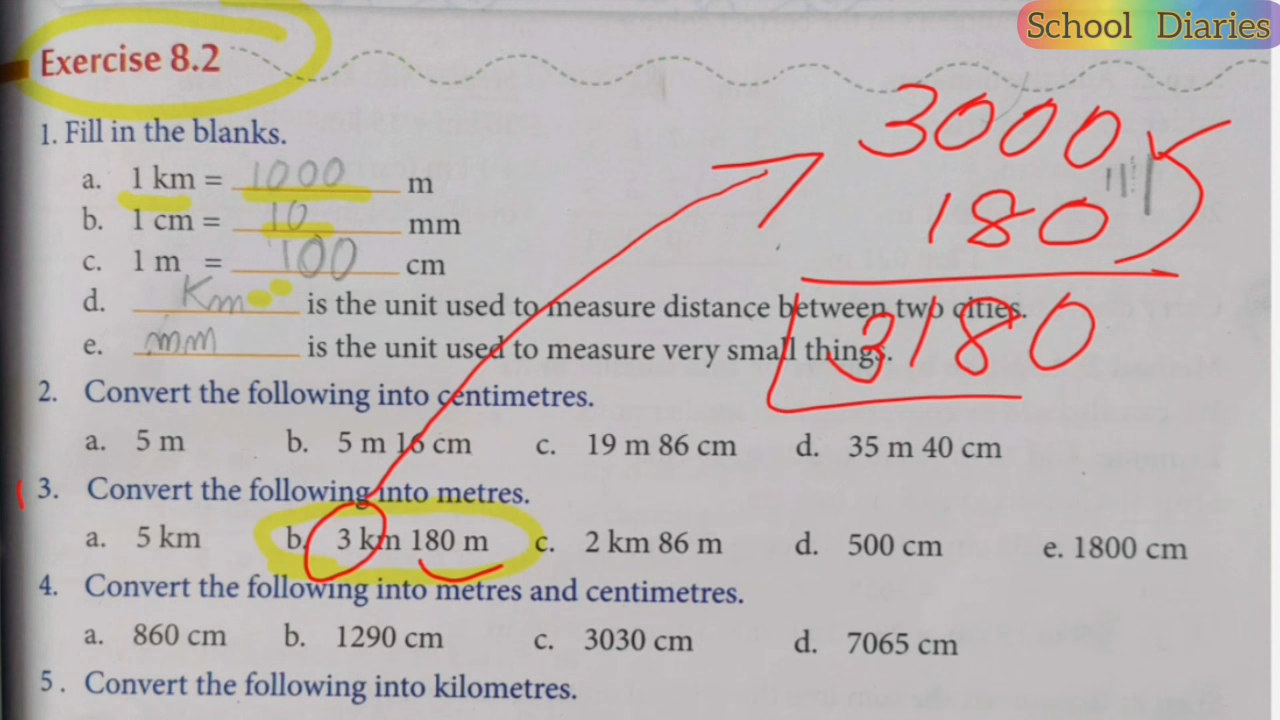 School Diaries
Exercise 8.2
3000
180
3180
1. Fill in the blanks.
a. 1 km = 1000 m
b. 1 cm = 10 mm
c. 1 m = 100 cm
d. Km is the unit used to measure distance between two cities.
e. mm is the unit used to measure very small things.
2. Convert the following into centimetres.
a. 5 m b. 5 m 16 cm c. 19 m 86 cm d. 35 m 40 cm
3. Convert the following into metres.
a. 5 km b. 3 km 180 m c. 2 km 86 m d. 500 cm e. 1800 cm
4. Convert the following into metres and centimetres.
a. 860 cm b. 1290 cm c. 3030 cm d. 7065 cm
5. Convert the following into kilometres.